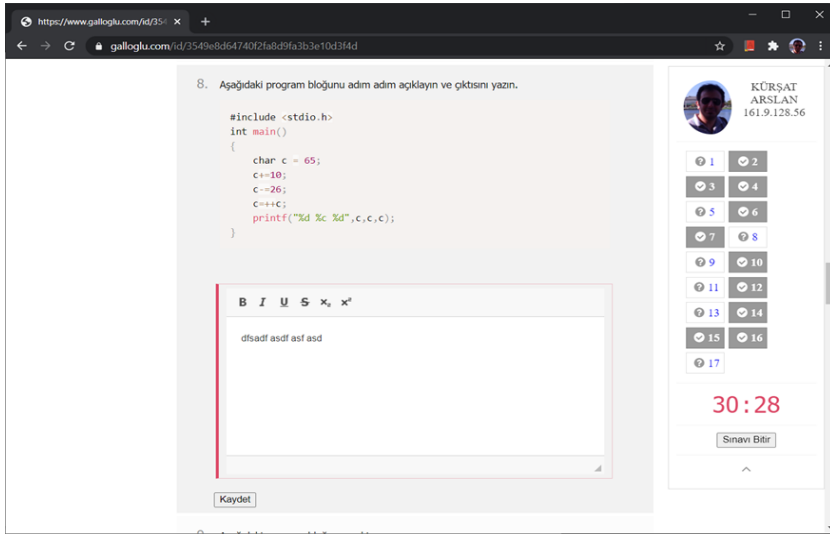 https://www.galloglu.com/id/354
galloglu.com/id/3549e8d64740f2fa8d9fa3b3e10d3f4d
8. Aşağıdaki program bloğunu adım adım açıklayın ve çıktısını yazın.
#include <stdio.h>
int main()
{
char c = 65;
c+=10;
c-=26;
c=++c;
printf("%d %c %d",c,c,c);
}
B I U S x₂ x²
dfsadf asdf asf asd
Kaydet
KÜRŞAT
ARSLAN
161.9.128.56
1 2
3 4
5 6
7 8
9 10
11 12
13 14
15 16
17
30:28
Sınavı Bitir